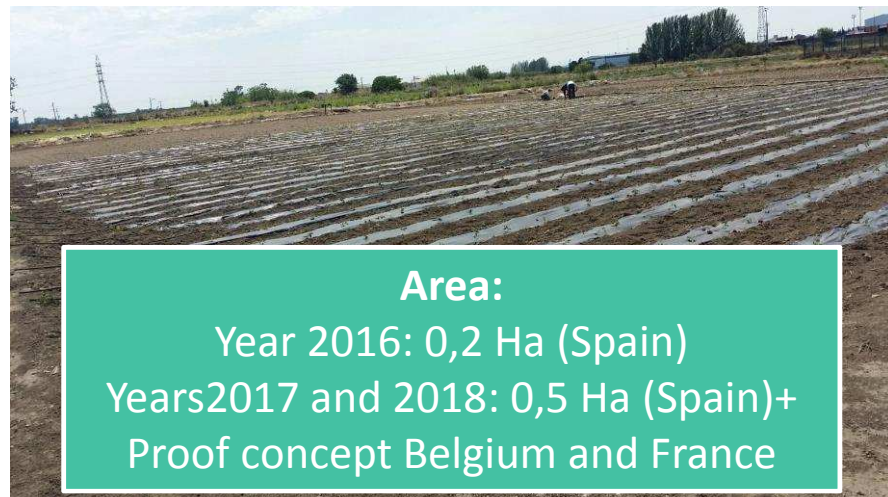 Area:
Year 2016: 0,2 Ha (Spain)
Years2017 and 2018: 0,5 Ha (Spain)+
Proof concept Belgium and France